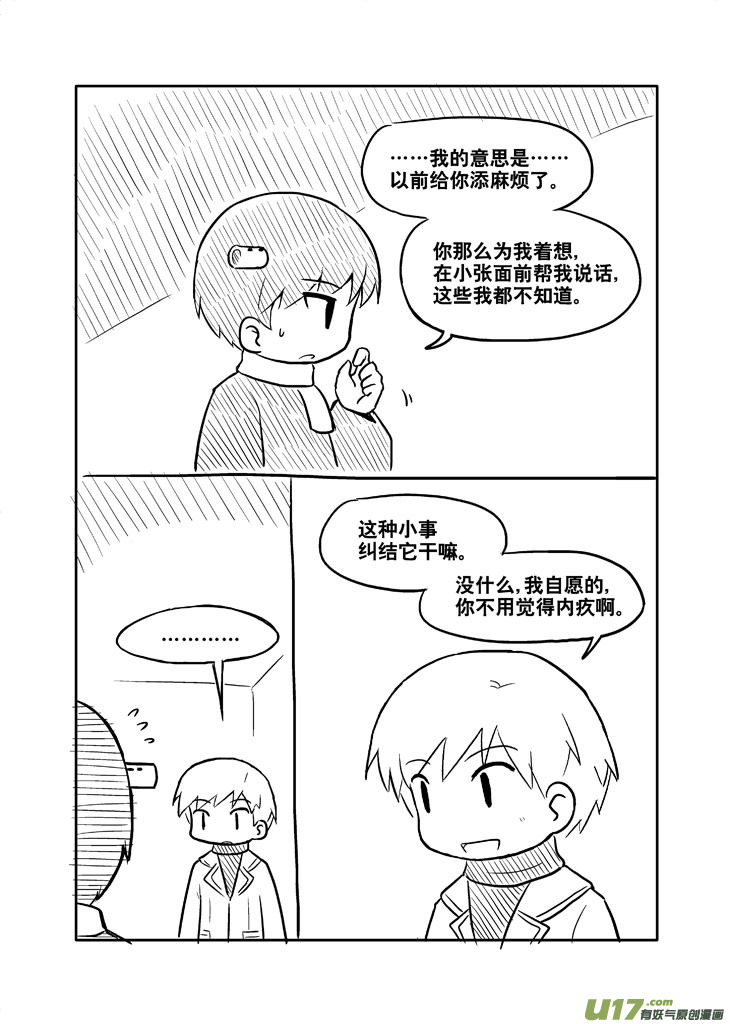 ……我的意思是……
以前给你添麻烦了。
你那么为我着想，
在小张面前帮我说话，
这些我都不知道。
…………
这种小事
纠结它干嘛。
没什么，我自愿的，
你不用觉得内疚啊。
U17.com
有妖气原创漫画